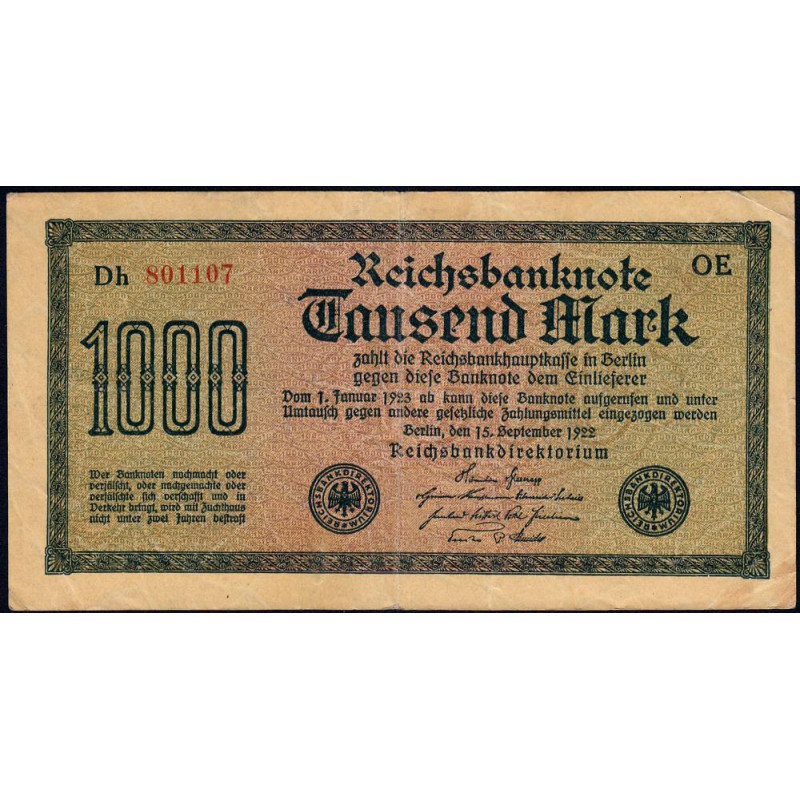 Dh 801107
OE
Reichsbanknote
Tausend Mark
zahlt die Reichsbankhauptkasse in Berlin
gegen diese Banknote dem Einlieferer
Vom 1. Januar 1923 ab kann diese Banknote aufgerufen und unter
Umtausch gegen andere gesetzliche Zahlungsmittel eingezogen werden
Berlin, den 15. September 1922
Reichsbankdirektorium
1000
Wer Banknoten nachmacht oder
verfälscht, oder nachgemachte oder
verfälschte sich verschafft und in
Verkehr bringt, wird mit Zuchthaus
nicht unter zwei Jahren bestraft
REICHSBANKDIREKTORIUM
REICHSBANKDIREKTORIUM